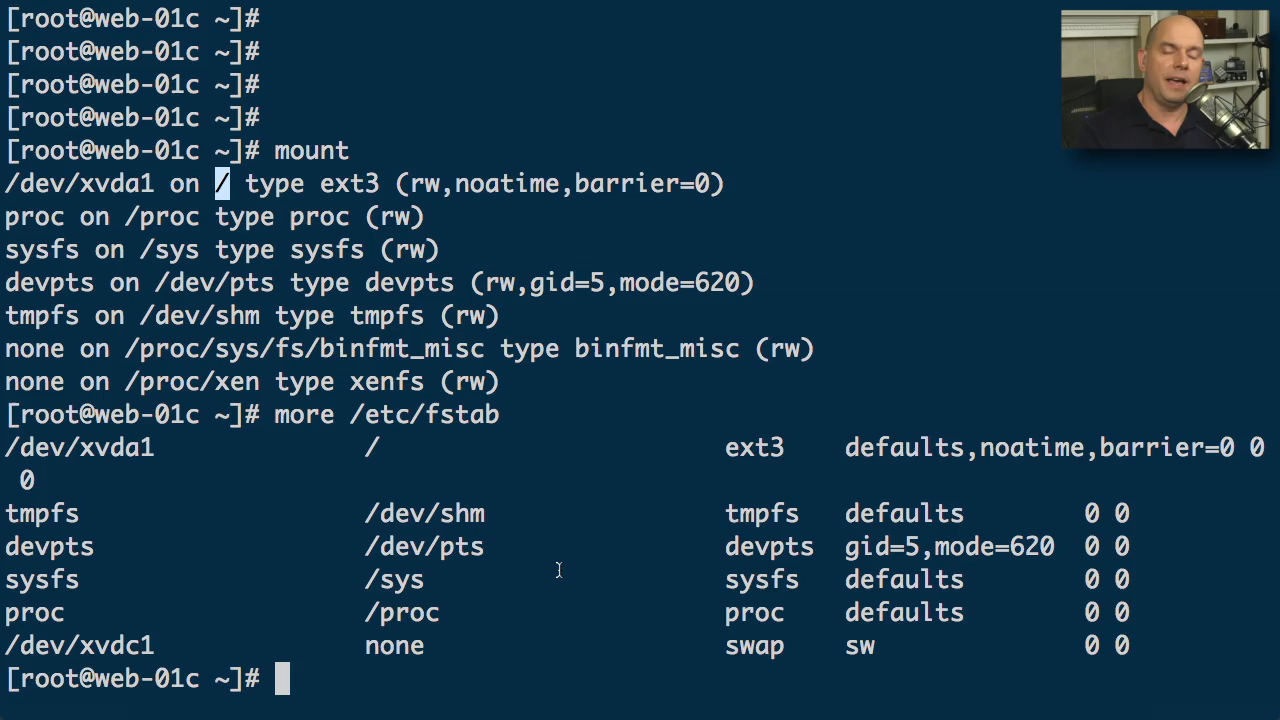 [root@web-01c ~]#
[root@web-01c ~]#
[root@web-01c ~]#
[root@web-01c ~]#
[root@web-01c ~]# mount
/dev/xvda1 on / type ext3 (rw,noatime,barrier=0)
proc on /proc type proc (rw)
sysfs on /sys type sysfs (rw)
devpts on /dev/pts type devpts (rw,gid=5,mode=620)
tmpfs on /dev/shm type tmpfs (rw)
none on /proc/sys/fs/binfmt_misc type binfmt_misc (rw)
none on /proc/xen type xenfs (rw)
[root@web-01c ~]# more /etc/fstab
/dev/xvda1              /                       ext3    defaults,noatime,barrier=0 0
 0
tmpfs                   /dev/shm                tmpfs   defaults        0 0
devpts                  /dev/pts                devpts  gid=5,mode=620  0 0
sysfs                   /sys                    sysfs   defaults        0 0
proc                    /proc                   proc    defaults        0 0
/dev/xvdc1              none                    swap    sw              0 0
[root@web-01c ~]#